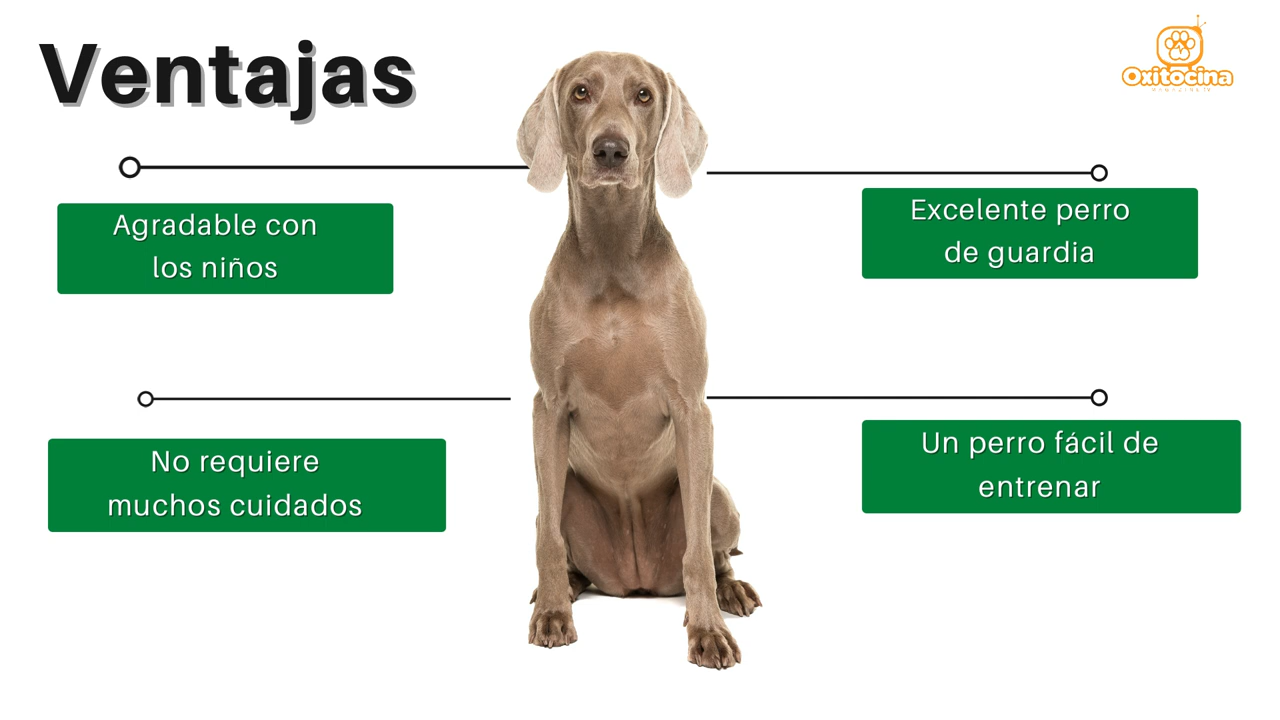 Ventajas
Oxitocina
Agradable con
los niños
Excelente perro
de guardia
No requiere
muchos cuidados
Un perro fácil de
entrenar